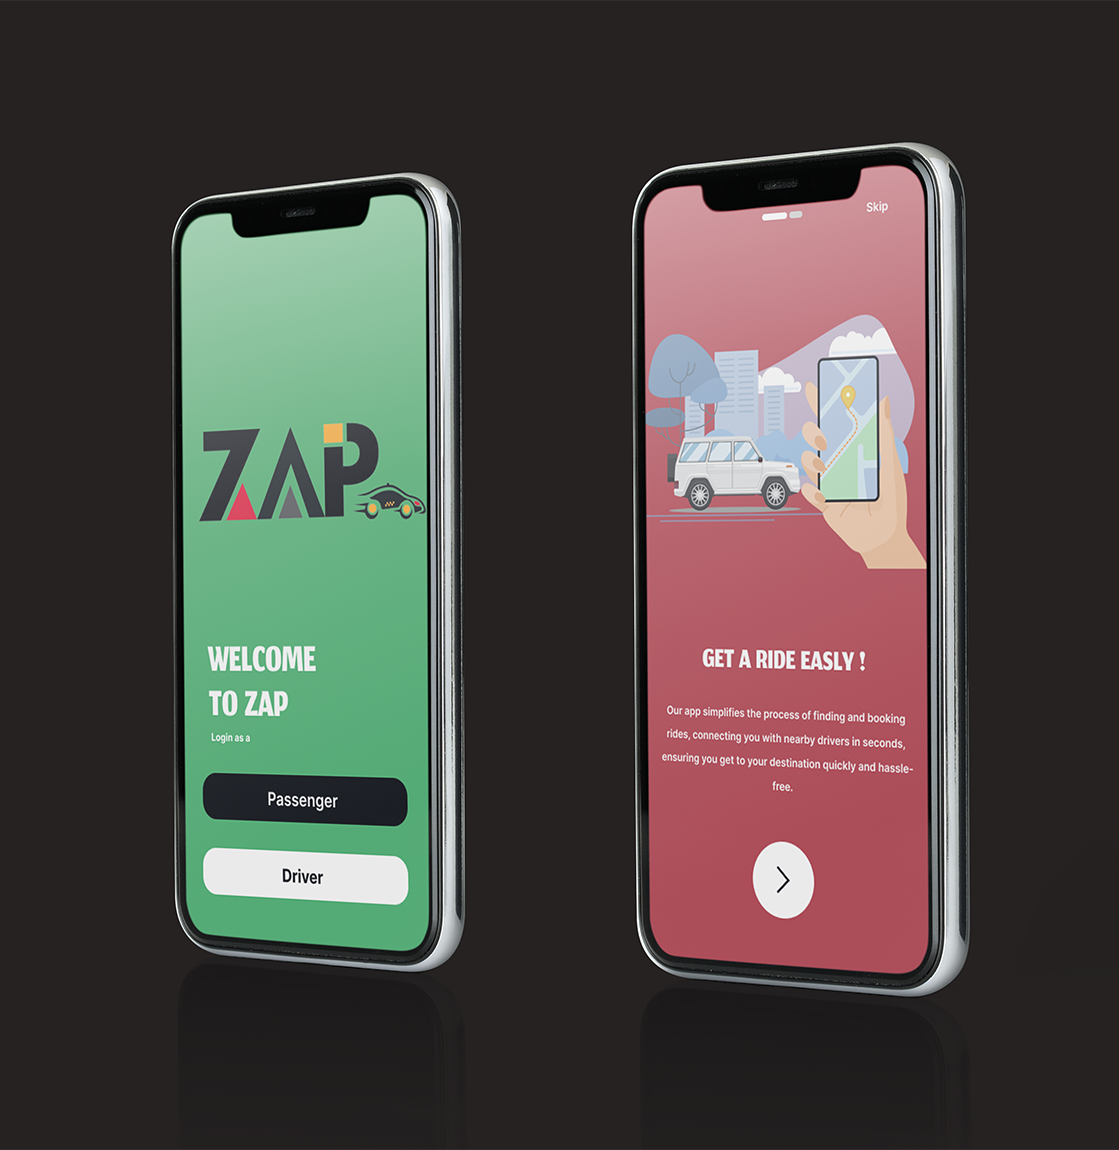 ZAP
WELCOME
TO ZAP
Login as a
Passenger
Driver
Skip
GET A RIDE EASLY !
Our app simplifies the process of finding and booking
rides, connecting you with nearby drivers in seconds,
ensuring you get to your destination quickly and hassle-
free.